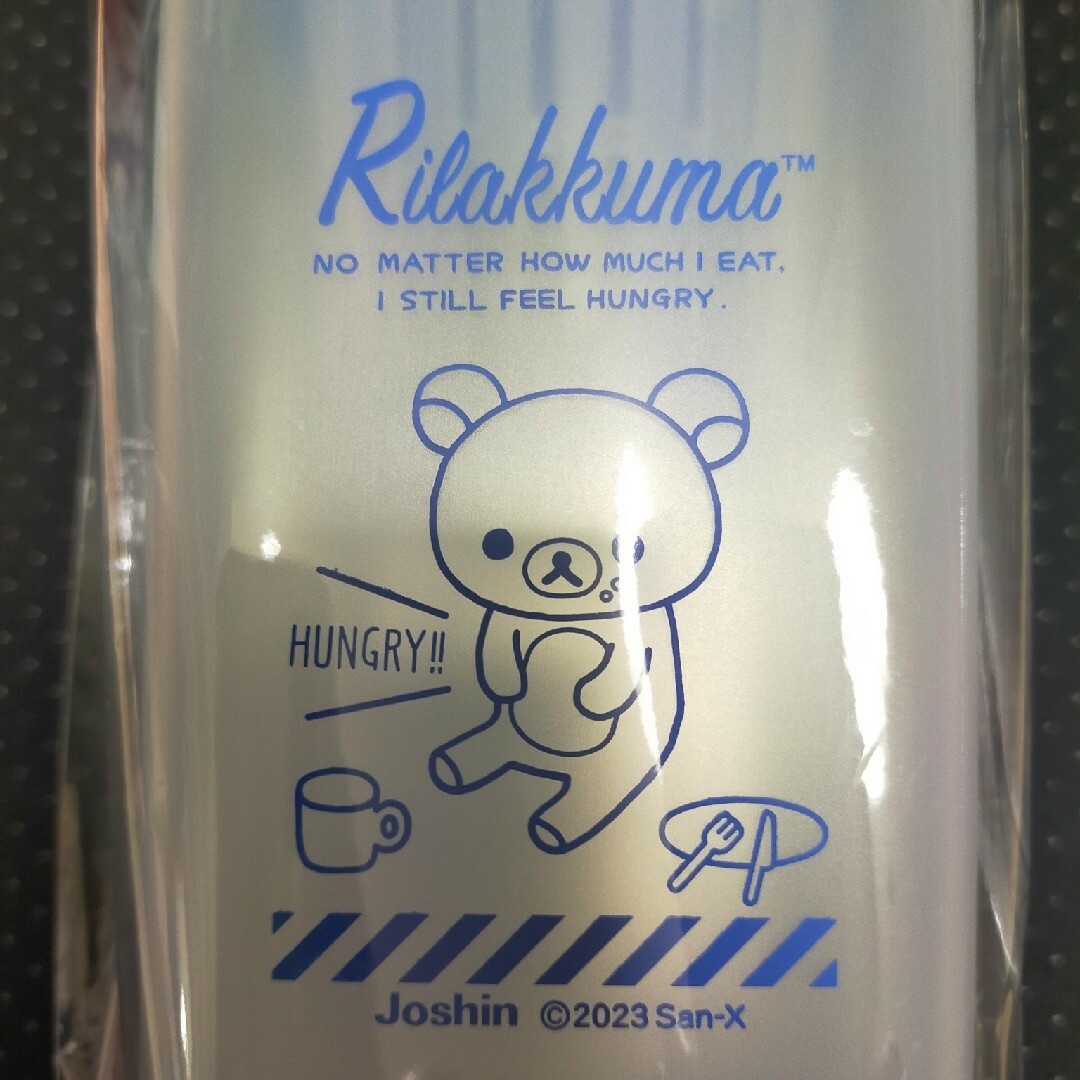 Rilakkuma™
NO MATTER HOW MUCH I EAT,
I STILL FEEL HUNGRY.
HUNGRY!!
Joshin ©2023 San-X